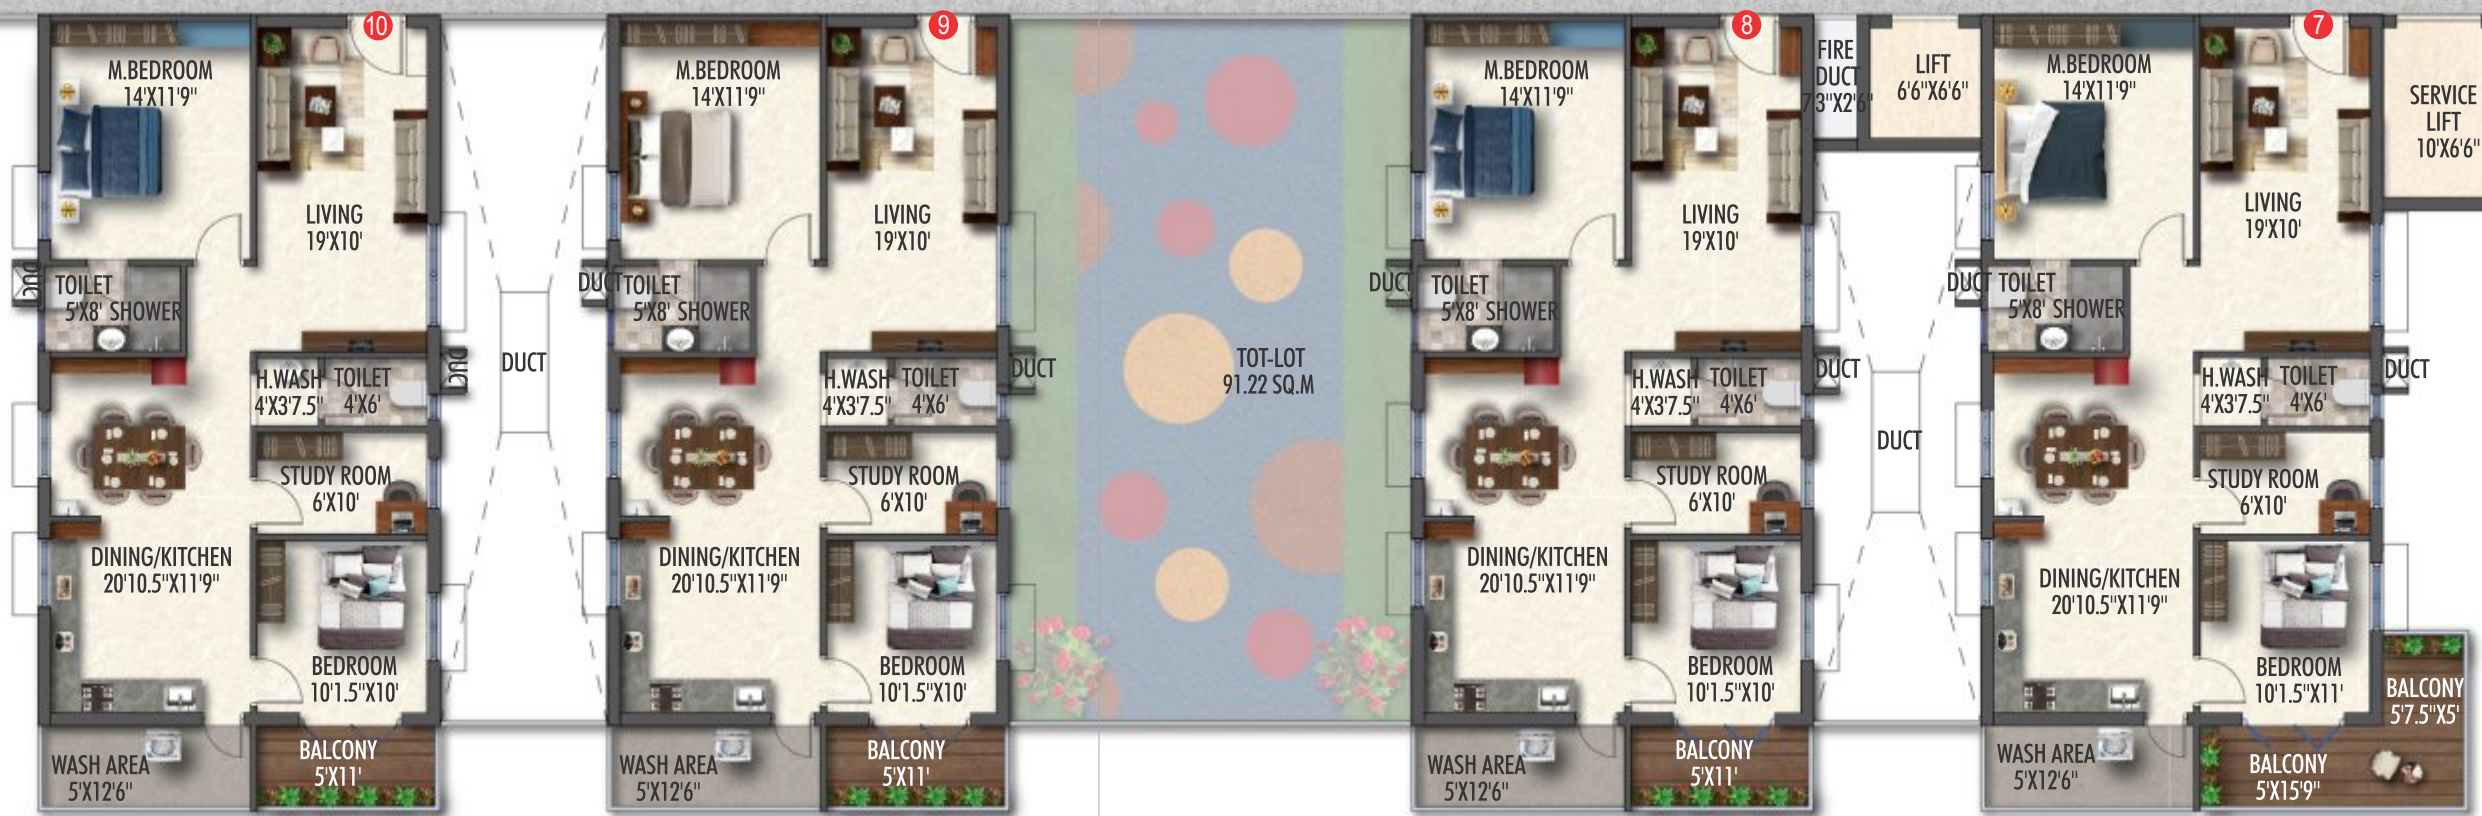 10
M.BEDROOM
14'X11'9"
LIVING
19'X10'
DUCT
TOILET
5'X8' SHOWER
H.WASH
4'X3'7.5"
TOILET
4'X6'
DUCT
STUDY ROOM
6'X10'
DINING/KITCHEN
20'10.5"X11'9"
BEDROOM
10'1.5"X10'
WASH AREA
5'X12'6"
BALCONY
5'X11'
DUCT
9
M.BEDROOM
14'X11'9"
LIVING
19'X10'
DUCT
TOILET
5'X8' SHOWER
H.WASH
4'X3'7.5"
TOILET
4'X6'
DUCT
STUDY ROOM
6'X10'
DINING/KITCHEN
20'10.5"X11'9"
BEDROOM
10'1.5"X10'
WASH AREA
5'X12'6"
BALCONY
5'X11'
TOT-LOT
91.22 SQ.M
8
M.BEDROOM
14'X11'9"
LIVING
19'X10'
DUCT
TOILET
5'X8' SHOWER
H.WASH
4'X3'7.5"
TOILET
4'X6'
DUCT
STUDY ROOM
6'X10'
DINING/KITCHEN
20'10.5"X11'9"
BEDROOM
10'1.5"X10'
WASH AREA
5'X12'6"
BALCONY
5'X11'
FIRE
DUCT
7'3"X2'6"
LIFT
6'6"X6'6"
DUCT
7
M.BEDROOM
14'X11'9"
LIVING
19'X10'
DUCT
TOILET
5'X8' SHOWER
H.WASH
4'X3'7.5"
TOILET
4'X6'
DUCT
STUDY ROOM
6'X10'
DINING/KITCHEN
20'10.5"X11'9"
BEDROOM
10'1.5"X11'
WASH AREA
5'X12'6"
BALCONY
5'X15'9"
BALCONY
5'7.5"X5'
SERVICE
LIFT
10'X6'6"